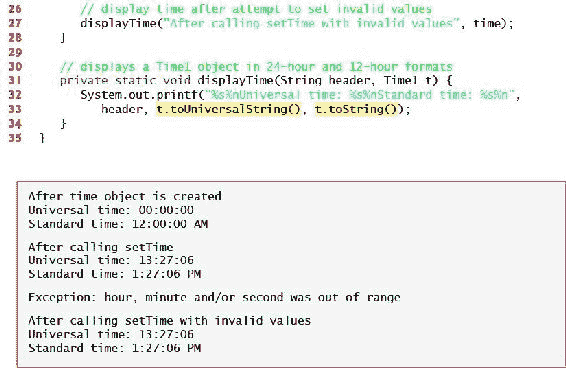 26 // display time after attempt to set invalid values
27 displayTime("After calling setTime with invalid values", time);
28 }
29
30 // displays a Time1 object in 24-hour and 12-hour formats
31 private static void displayTime(String header, Time1 t) {
32 System.out.printf("%s%nUniversal time: %s%nStandard time: %s%n",
33 header, t.toUniversalString(), t.toString());
34 }
35 }
After time object is created
Universal time: 00:00:00
Standard time: 12:00:00 AM
After calling setTime
Universal time: 13:27:06
Standard time: 1:27:06 PM
Exception: hour, minute and/or second was out of range
After calling setTime with invalid values
Universal time: 13:27:06
Standard time: 1:27:06 PM